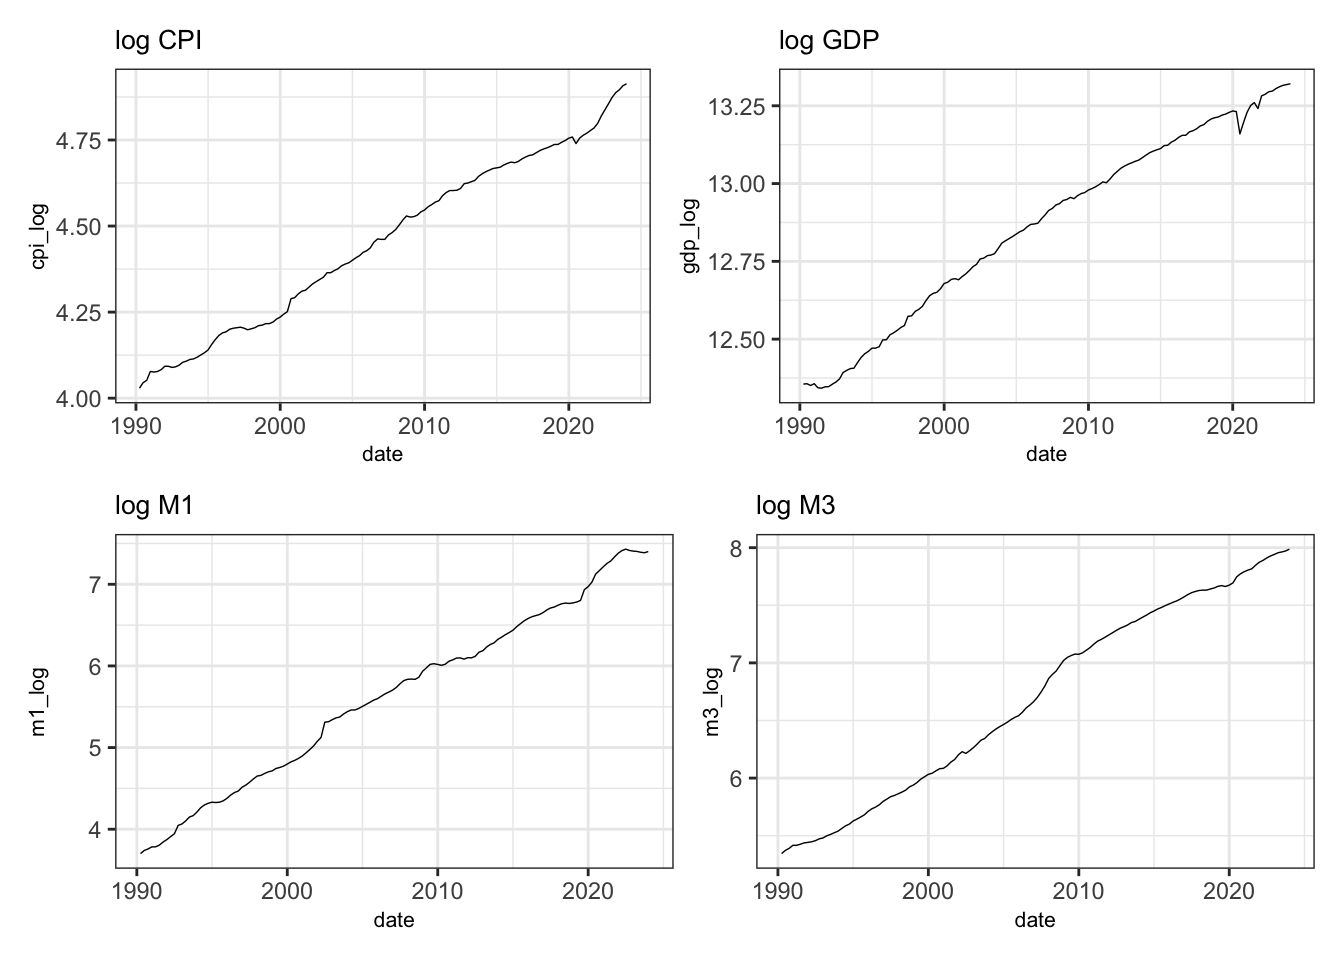 log CPI
cpi_log
4.75
4.50
4.25
4.00
1990 2000 2010 2020
date
log GDP
gdp_log
13.25
13.00
12.75
12.50
1990 2000 2010 2020
date
log M1
m1_log
7
6
5
4
1990 2000 2010 2020
date
log M3
m3_log
8
7
6
1990 2000 2010 2020
date